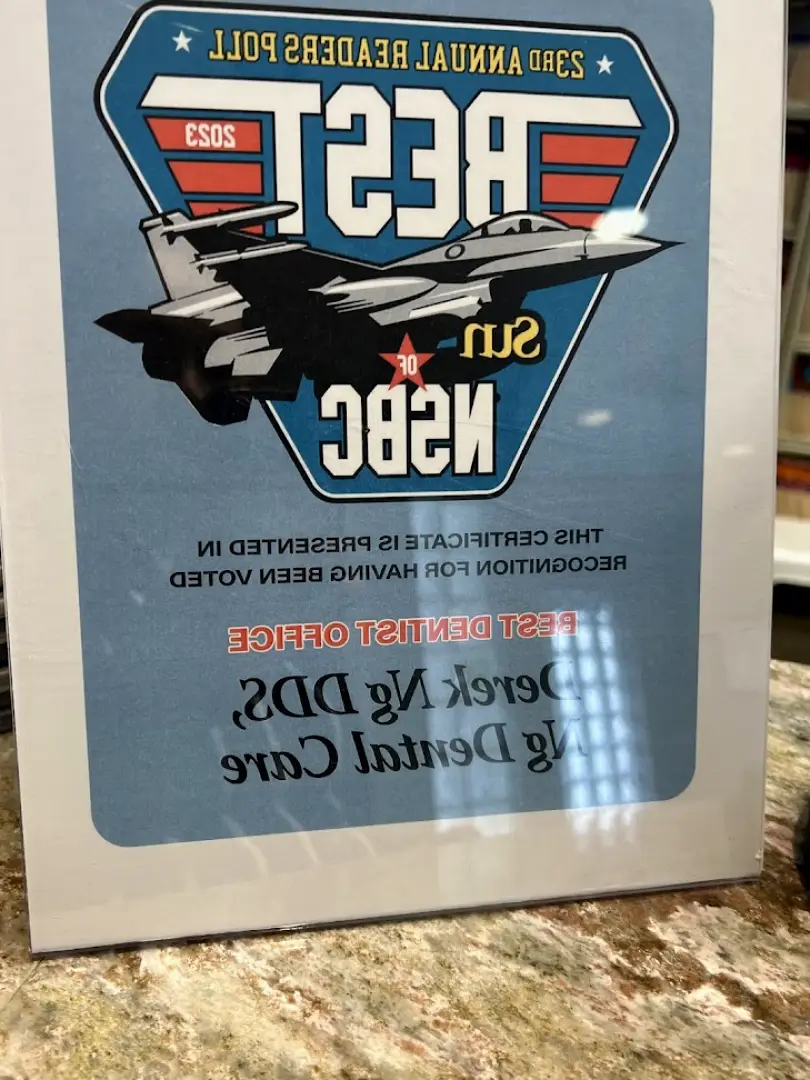 23RD ANNUAL READERS POLL
BEST
2023
Sun
OF
NSBC
THIS CERTIFICATE IS PRESENTED IN
RECOGNITION FOR HAVING BEEN VOTED
BEST DENTIST OFFICE
Derek Ng DDS,
Ng Dental Care